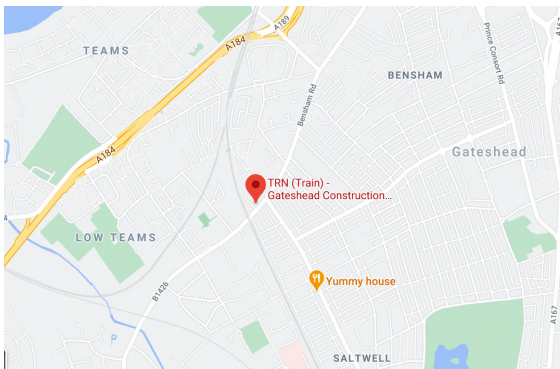 A189
A184
TEAMS
Prince Consort Rd
BENSHAM
Bensham Rd
Gateshead
A184
TRN (Train) -
Gateshead Construction...
LOW TEAMS
Yummy house
B1426
A167
SALTWELL